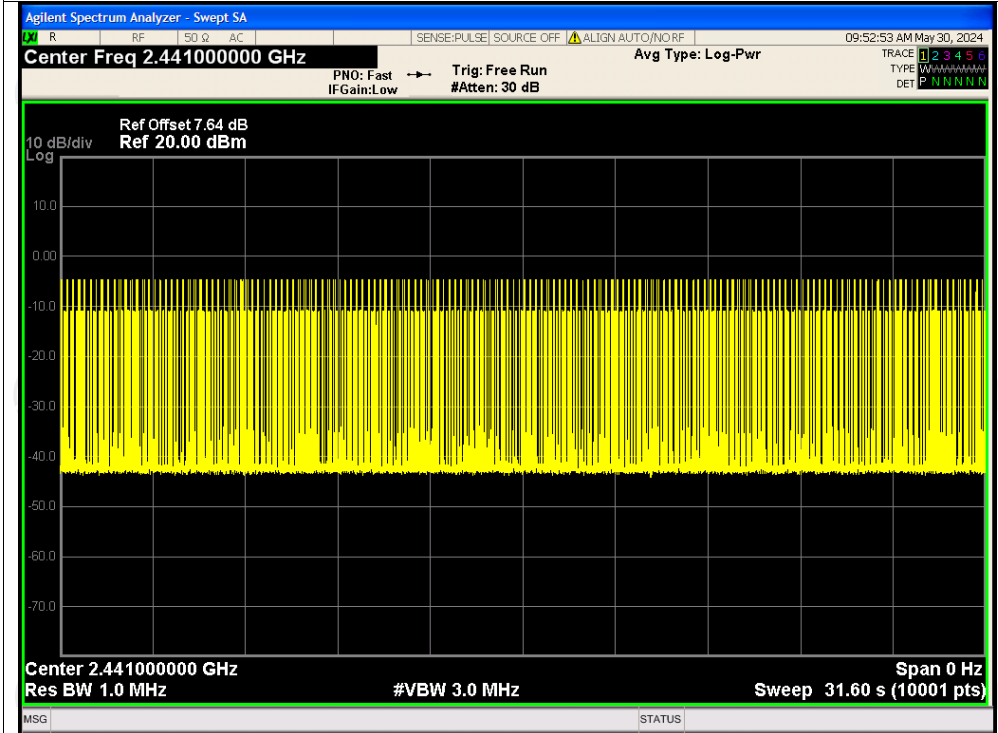 Agilent Spectrum Analyzer - Swept SA
LXI R RF 50 Ω AC SENSE:PULSE SOURCE OFF ALIGN AUTO/NO RF 09:52:53 AM May 30, 2024
Center Freq 2.441000000 GHz Avg Type: Log-Pwr TRACE 1 2 3 4 5 6
PNO: Fast Trig: Free Run TYPE W
IFGain:Low #Atten: 30 dB DET P N N N N N
Ref Offset 7.64 dB
10 dB/div Ref 20.00 dBm
Log
10.0
0.00
-10.0
-20.0
-30.0
-40.0
-50.0
-60.0
-70.0
Center 2.441000000 GHz Span 0 Hz
Res BW 1.0 MHz #VBW 3.0 MHz Sweep 31.60 s (10001 pts)
MSG STATUS